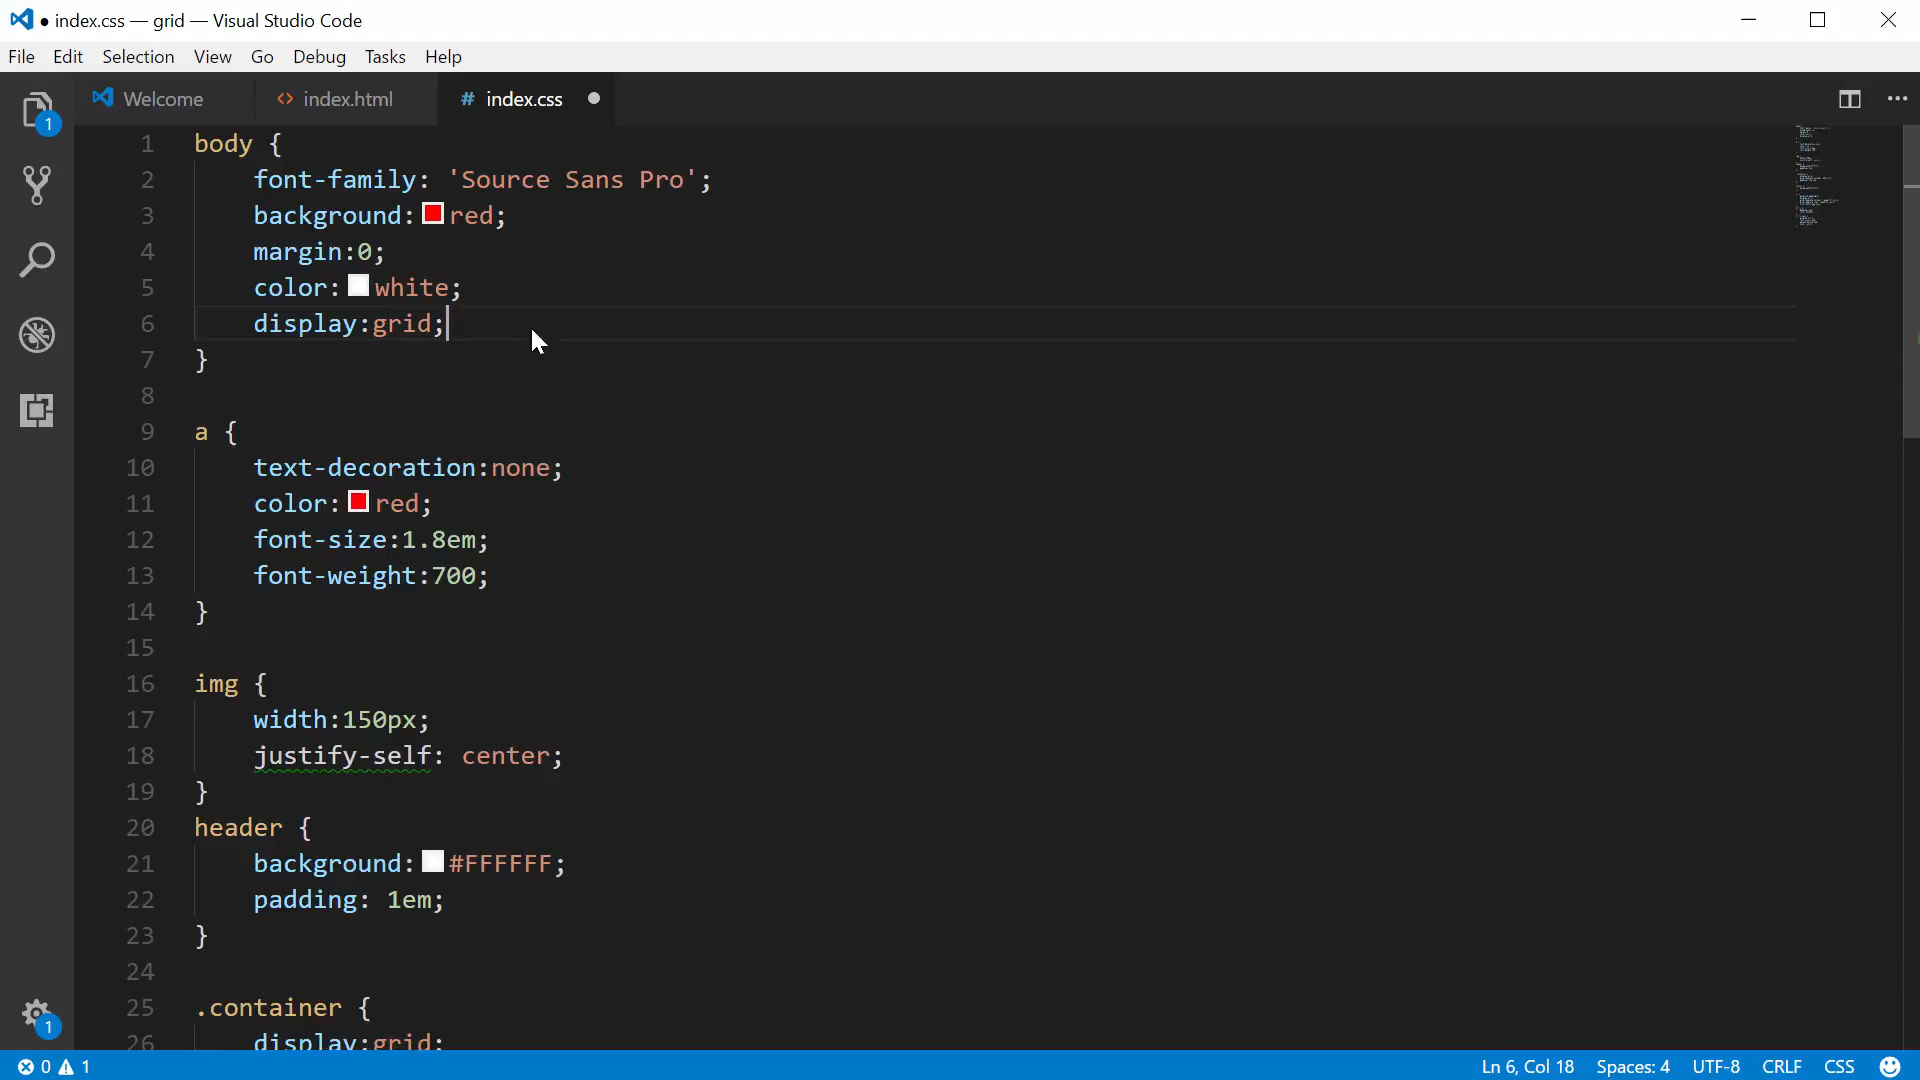 ● index.css — grid — Visual Studio Code
File Edit Selection View Go Debug Tasks Help
1 Welcome <> index.html # index.css ●
1 body {
2 font-family: 'Source Sans Pro';
3 background: red;
4 margin:0;
5 color: white;
6 display:grid;
7 }
8
9 a {
10 text-decoration:none;
11 color: red;
12 font-size:1.8em;
13 font-weight:700;
14 }
15
16 img {
17 width:150px;
18 justify-self: center;
19 }
20 header {
21 background: #FFFFFF;
22 padding: 1em;
23 }
24
25 .container {
26 display:grid;
1
0 1 Ln 6, Col 18 Spaces: 4 UTF-8 CRLF CSS